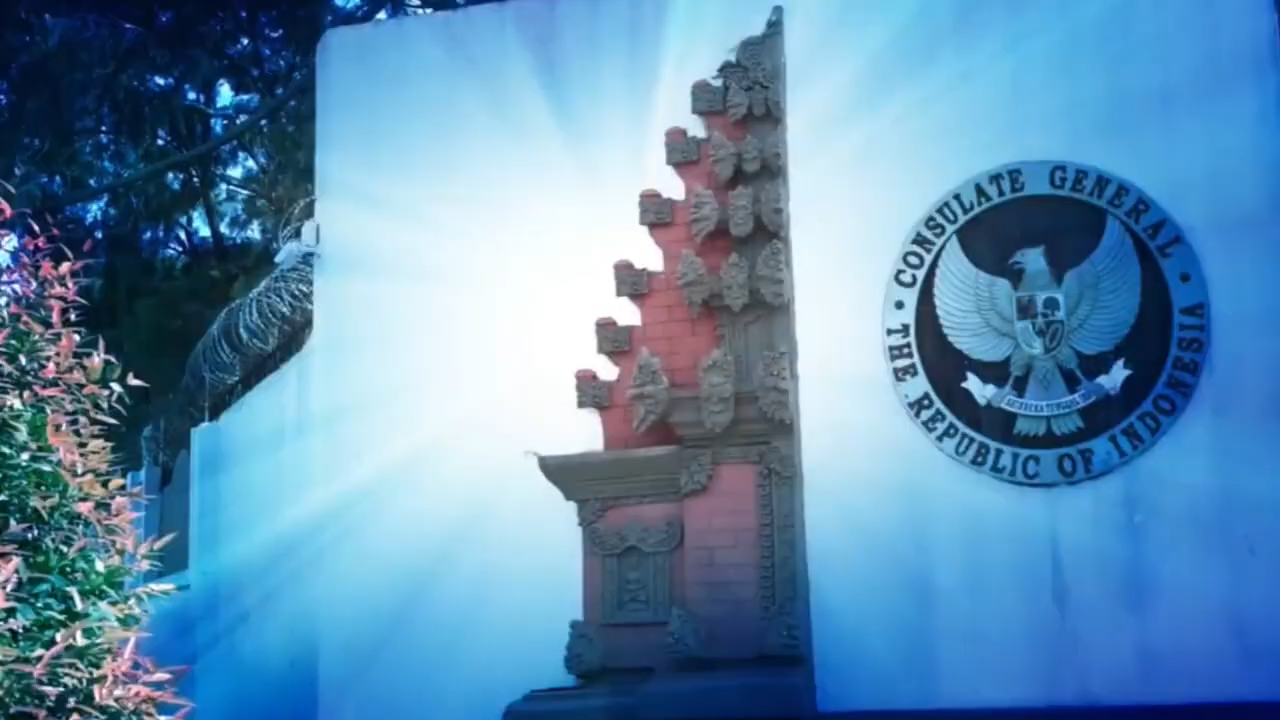 CONSULATE GENERAL
THE REPUBLIC OF INDONESIA